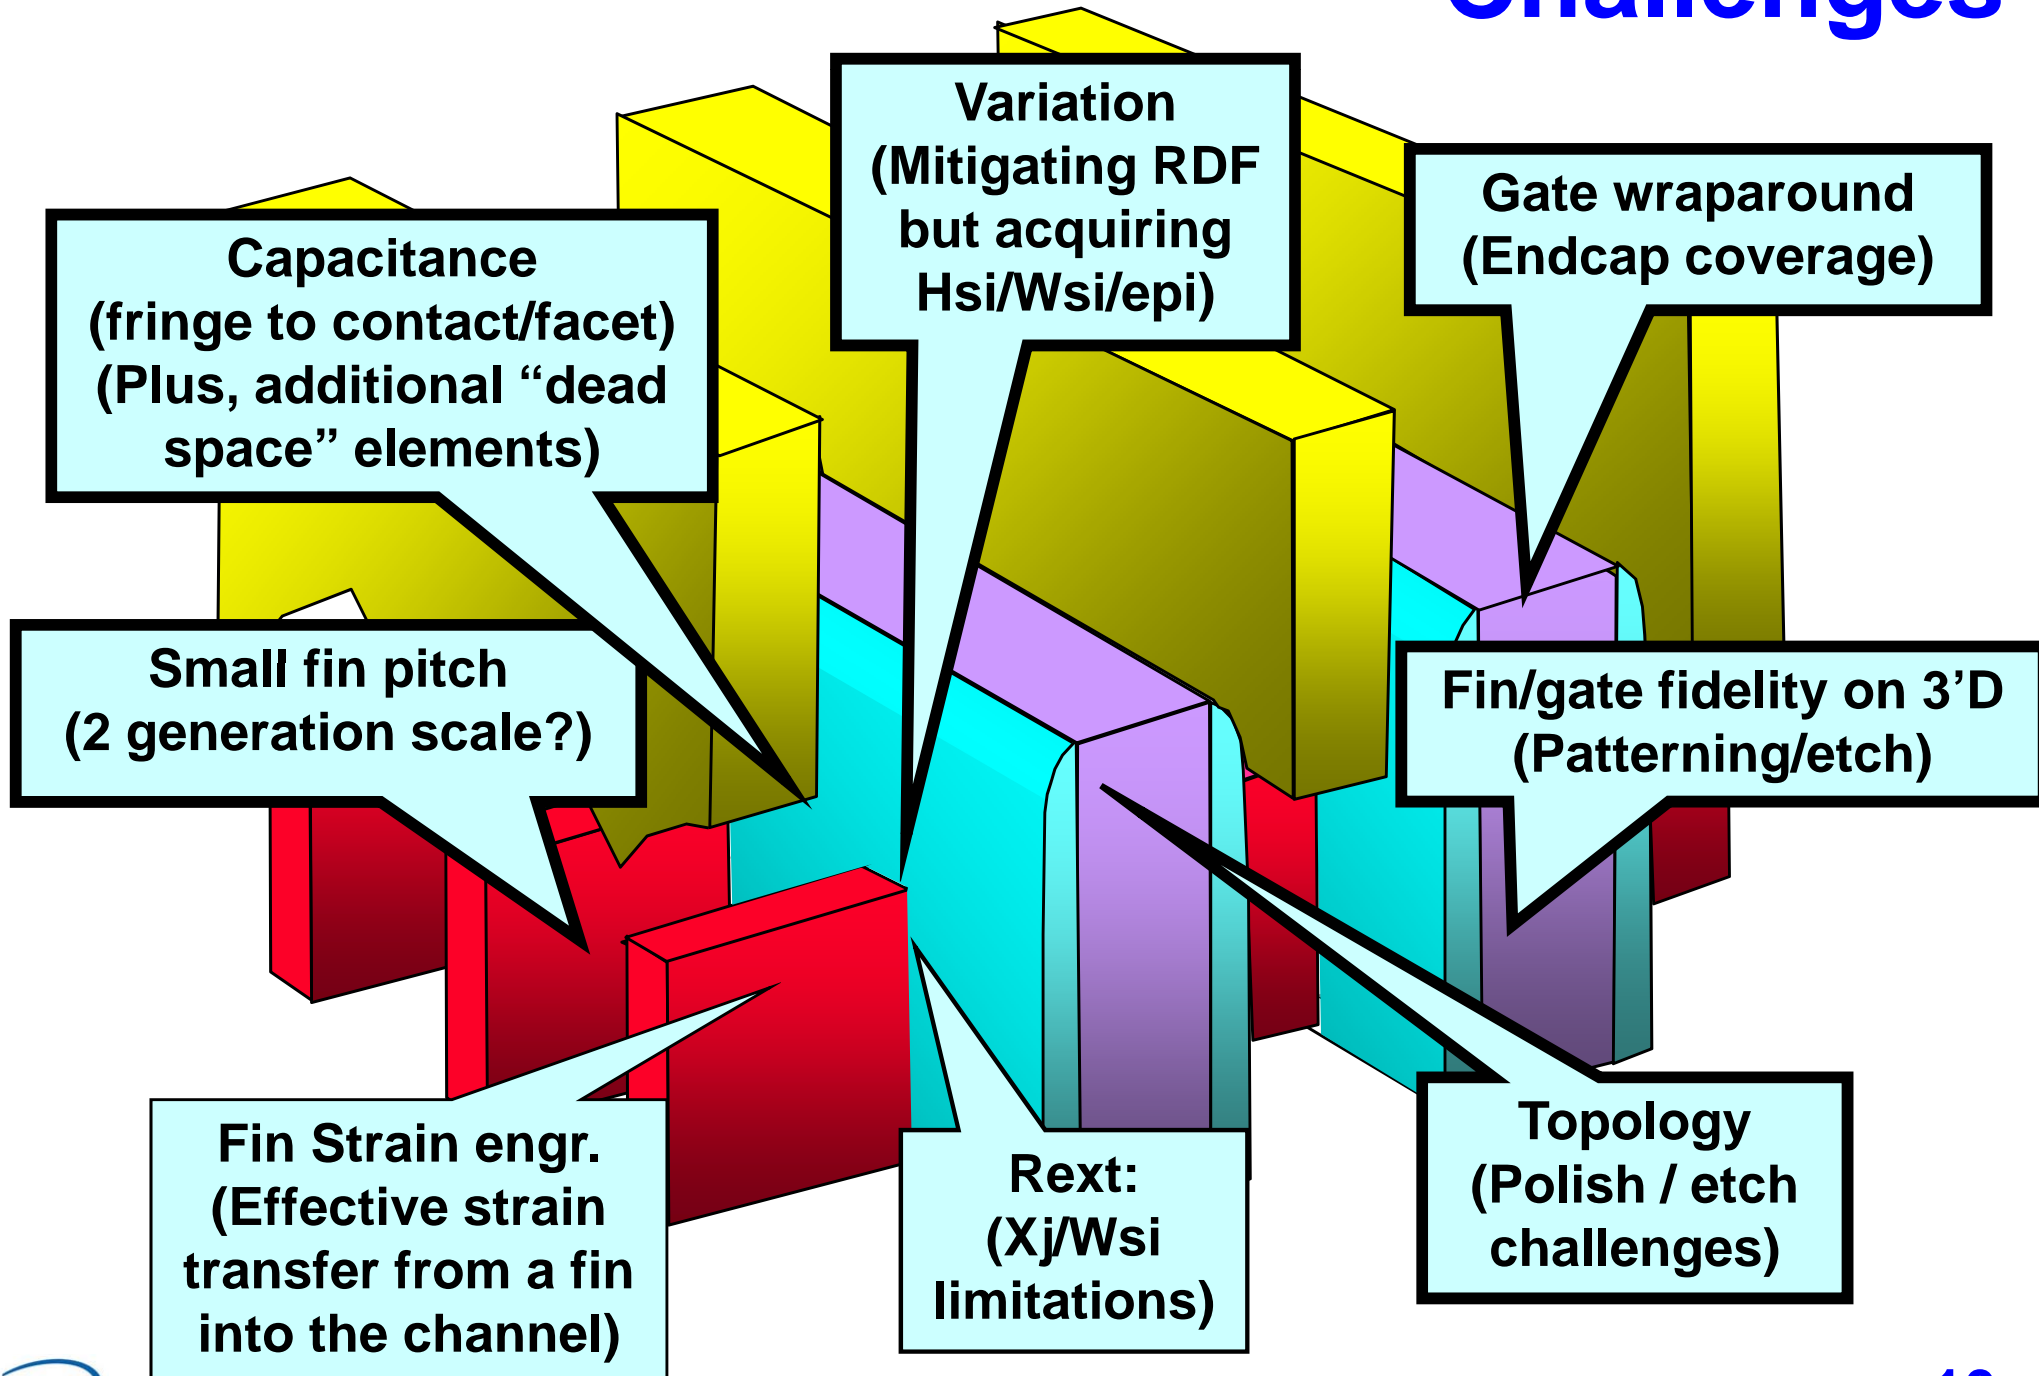 Challenges
Variation
(Mitigating RDF
but acquiring
Hsi/Wsi/epi)
Gate wraparound
(Endcap coverage)
Capacitance
(fringe to contact/facet)
(Plus, additional “dead
space” elements)
Small fin pitch
(2 generation scale?)
Fin/gate fidelity on 3’D
(Patterning/etch)
Fin Strain engr.
(Effective strain
transfer from a fin
into the channel)
Rext:
(Xj/Wsi
limitations)
Topology
(Polish / etch
challenges)